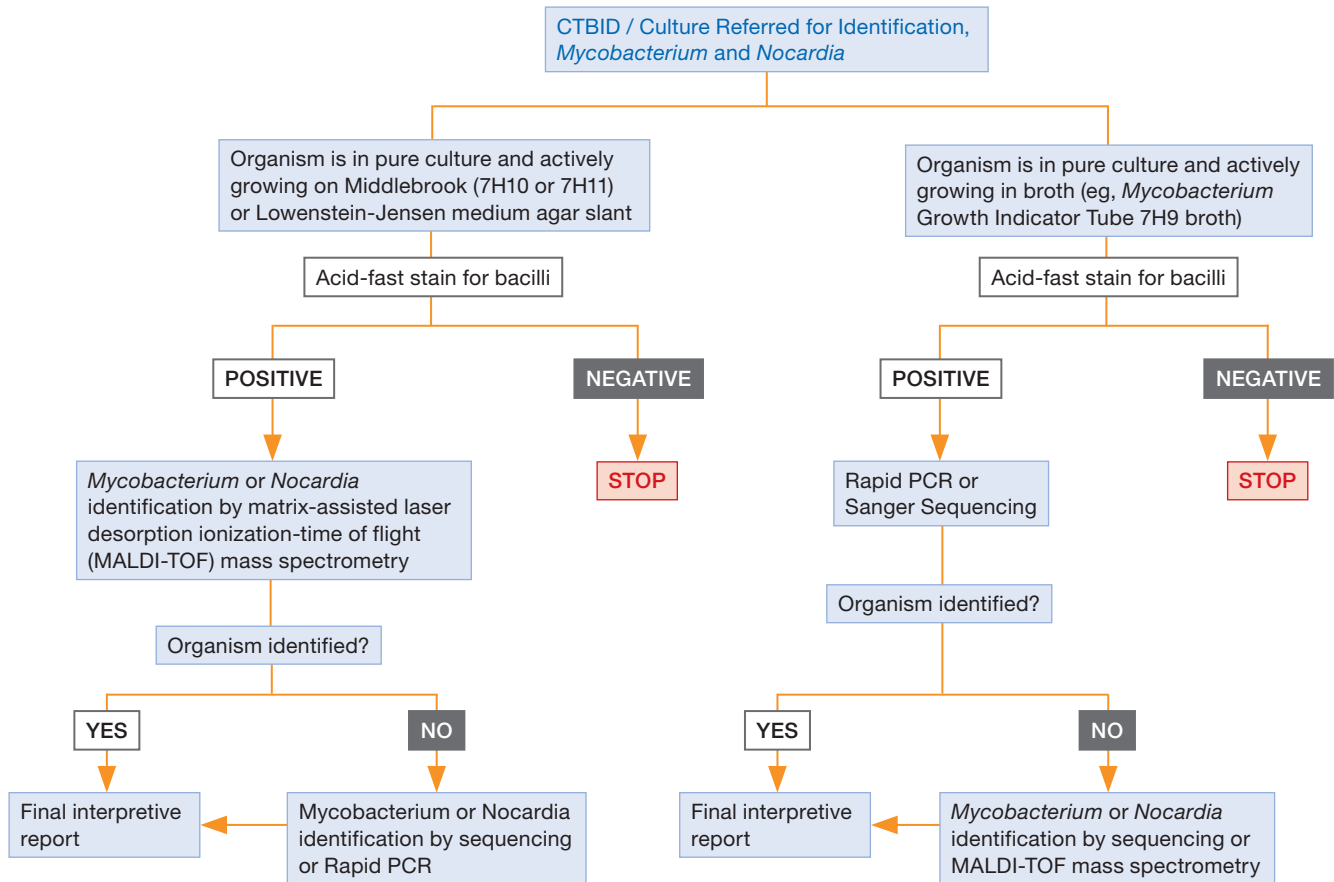 CTBID / Culture Referred for Identification,
Mycobacterium and Nocardia
Organism is in pure culture and actively
growing on Middlebrook (7H10 or 7H11)
or Lowenstein-Jensen medium agar slant
Organism is in pure culture and actively
growing in broth (eg, Mycobacterium
Growth Indicator Tube 7H9 broth)
Acid-fast stain for bacilli
Acid-fast stain for bacilli
POSITIVE
NEGATIVE
POSITIVE
NEGATIVE
Mycobacterium or Nocardia
identification by matrix-assisted laser
desorption ionization-time of flight
(MALDI-TOF) mass spectrometry
STOP
Rapid PCR or
Sanger Sequencing
STOP
Organism identified?
Organism identified?
YES
NO
YES
NO
Final interpretive
report
Mycobacterium or Nocardia
identification by sequencing
or Rapid PCR
Final interpretive
report
Mycobacterium or Nocardia
identification by sequencing or
MALDI-TOF mass spectrometry